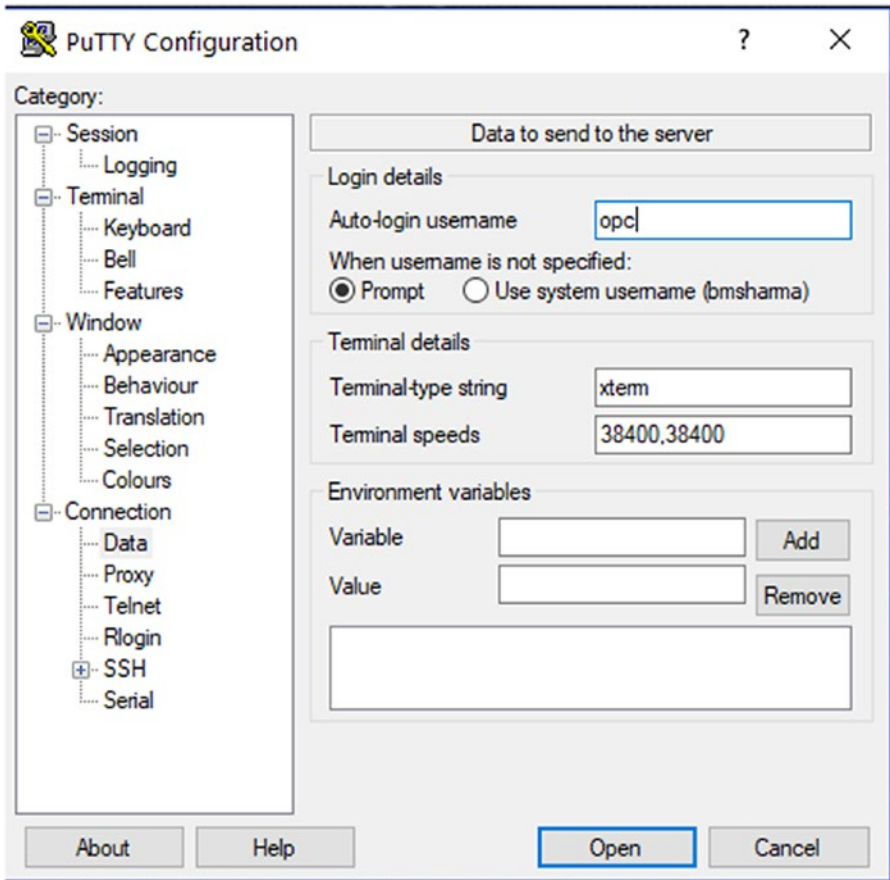 PuTTY Configuration
?
Category:
Session
Logging
Terminal
Keyboard
Bell
Features
Window
Appearance
Behaviour
Translation
Selection
Colours
Connection
Data
Proxy
Telnet
Rlogin
SSH
Serial
Data to send to the server
Login details
Auto-login username opc
When username is not specified:
Prompt Use system username (bmsharma)
Terminal details
Terminal-type string xterm
Terminal speeds 38400,38400
Environment variables
Variable Add
Value Remove
About Help Open Cancel